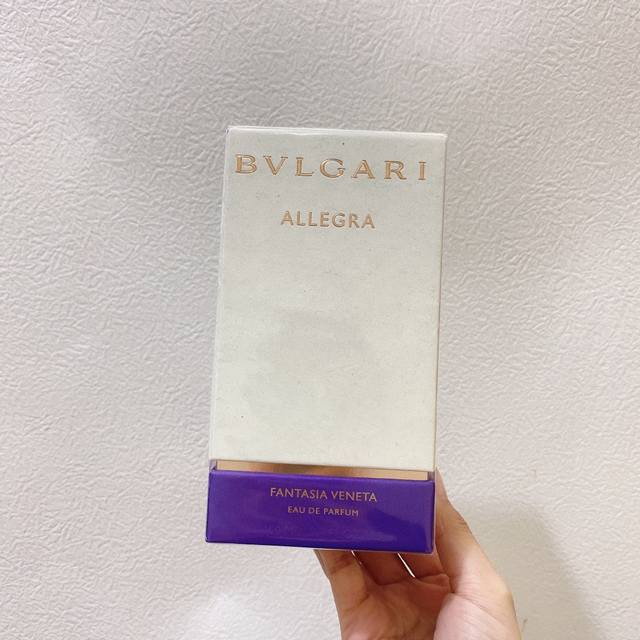 BVLGARI
ALLEGRA
FANTASIA VENETA
EAU DE PARFUM